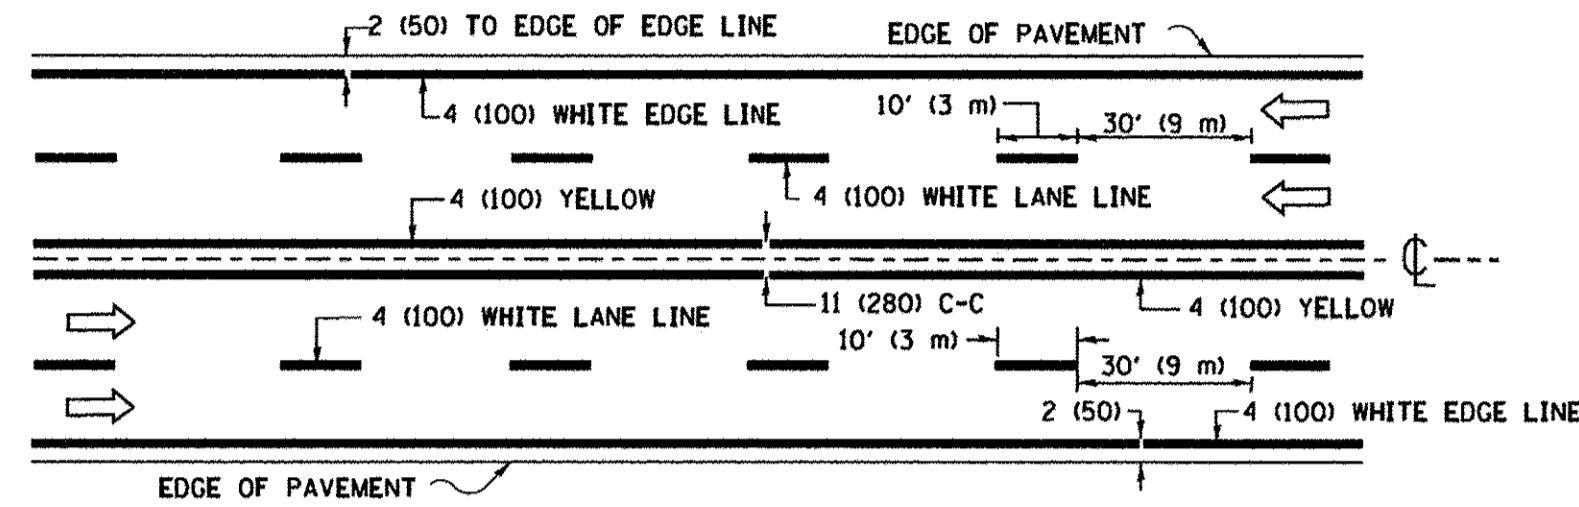 2 (50) TO EDGE OF EDGE LINE
EDGE OF PAVEMENT
4 (100) WHITE EDGE LINE
10' (3 m)
30' (9 m)
4 (100) YELLOW
4 (100) WHITE LANE LINE
11 (280) C-C
4 (100) YELLOW
4 (100) WHITE LANE LINE
10' (3 m)
30' (9 m)
2 (50)
4 (100) WHITE EDGE LINE
EDGE OF PAVEMENT